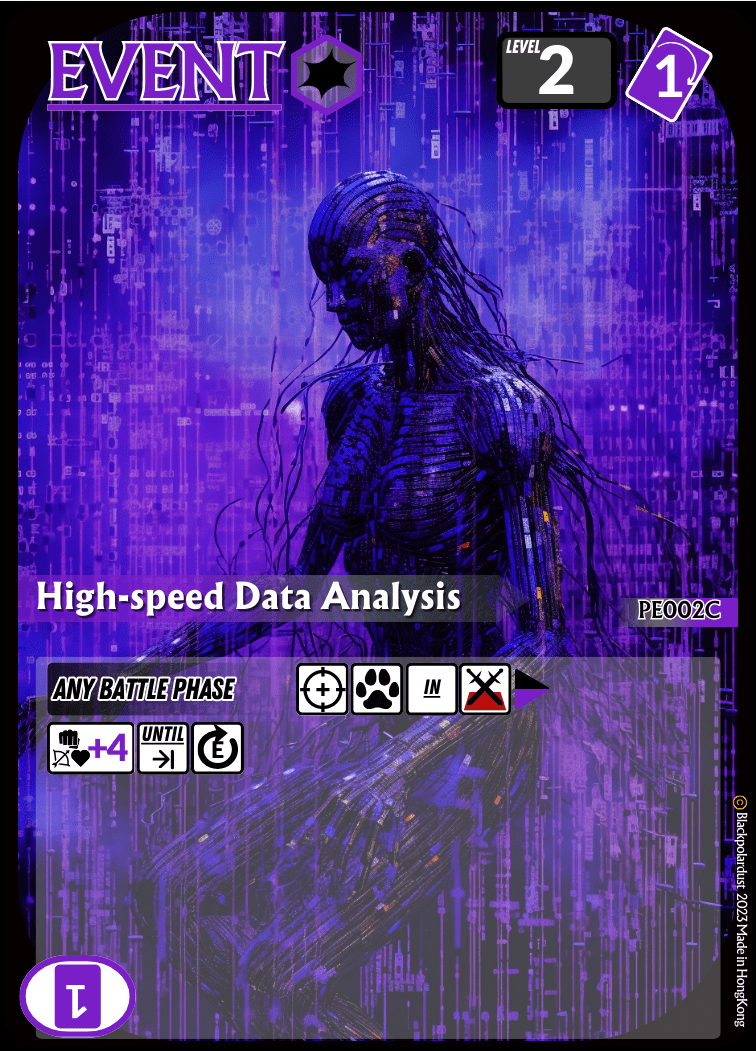 EVENT
LEVEL 2
1
High-speed Data Analysis
PE002C
ANY BATTLE PHASE
IN
+4
UNTIL
E
1
© Blackpolardust 2023 Made in HongKong